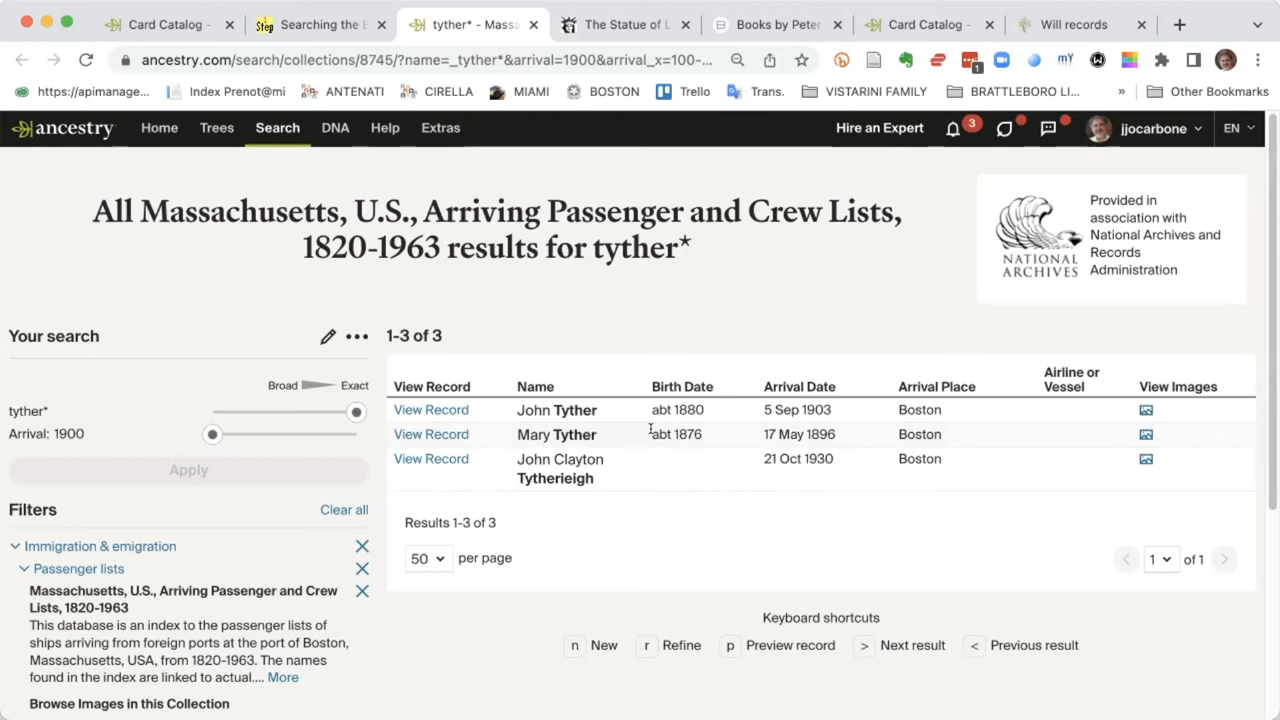 Card Catalog -
Step
Searching the E
tyther* - Massa
The Statue of L
Books by Peter
Card Catalog -
Will records
ancestry.com/search/collections/8745/?name=_tyther*&arrival=1900&arrival_x=100-...
1
mY
https://apimanage...
Index Prenot@mi
ANTENATI
CIRELLA
MIAMI
BOSTON
Trello
Trans.
VISTARINI FAMILY
BRATTLEBORO LI...
»
Other Bookmarks
ancestry
Home
Trees
Search
DNA
Help
Extras
Hire an Expert
3
jjocarbone
EN
All Massachusetts, U.S., Arriving Passenger and Crew Lists,
1820-1963 results for tyther*
NATIONAL
ARCHIVES
Provided in
association with
National Archives and
Records
Administration
Your search
Broad
Exact
tyther*
Arrival: 1900
Apply
Filters
Clear all
Immigration & emigration
Passenger lists
Massachusetts, U.S., Arriving Passenger and Crew
Lists, 1820-1963
This database is an index to the passenger lists of
ships arriving from foreign ports at the port of Boston,
Massachusetts, USA, from 1820-1963. The names
found in the index are linked to actual.... More
Browse Images in this Collection
1-3 of 3
View Record Name Birth Date Arrival Date Arrival Place Airline or Vessel View Images
View Record John Tyther abt 1880 5 Sep 1903 Boston
View Record Mary Tyther abt 1876 17 May 1896 Boston
View Record John Clayton Tytherieigh 21 Oct 1930 Boston
Results 1-3 of 3
50 per page
1 of 1
Keyboard shortcuts
n New r Refine p Preview record > Next result < Previous result